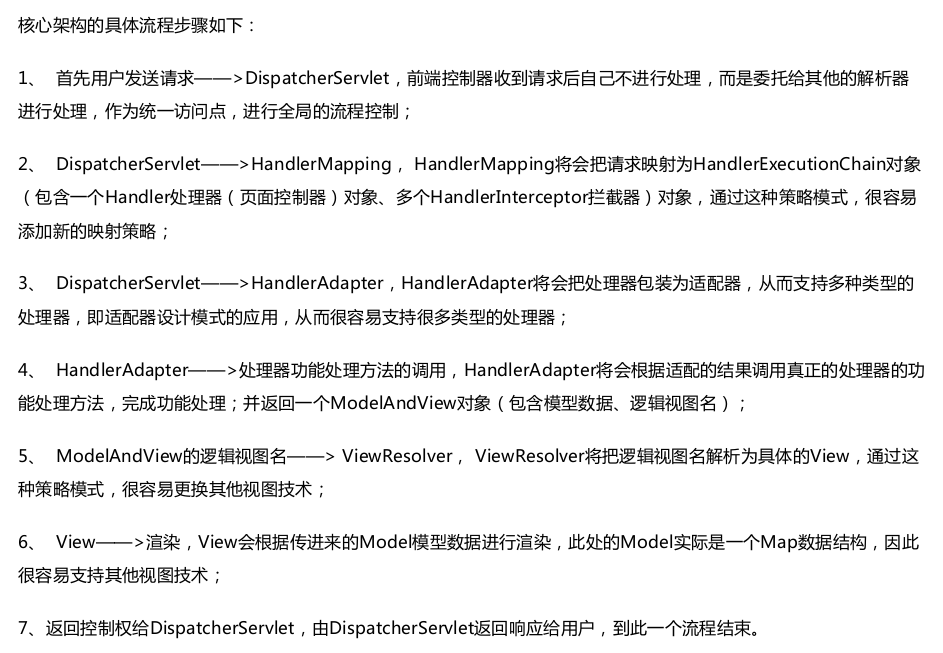 核心架构的具体流程步骤如下：
1、 首先用户发送请求——>DispatcherServlet，前端控制器收到请求后自己不进行处理，而是委托给其他的解析器
进行处理，作为统一访问点，进行全局的流程控制；
2、 DispatcherServlet——>HandlerMapping， HandlerMapping将会把请求映射为HandlerExecutionChain对象
（包含一个Handler处理器（页面控制器）对象、多个HandlerInterceptor拦截器）对象，通过这种策略模式，很容易
添加新的映射策略；
3、 DispatcherServlet——>HandlerAdapter，HandlerAdapter将会把处理器包装为适配器，从而支持多种类型的
处理器，即适配器设计模式的应用，从而很容易支持很多类型的处理器；
4、 HandlerAdapter——>处理器功能处理方法的调用，HandlerAdapter将会根据适配的结果调用真正的处理器的功
能处理方法，完成功能处理；并返回一个ModelAndView对象（包含模型数据、逻辑视图名）；
5、 ModelAndView的逻辑视图名——> ViewResolver， ViewResolver将把逻辑视图名解析为具体的View，通过这
种策略模式，很容易更换其他视图技术；
6、 View——>渲染，View会根据传进来的Model模型数据进行渲染，此处的Model实际是一个Map数据结构，因此
很容易支持其他视图技术；
7、返回控制权给DispatcherServlet，由DispatcherServlet返回响应给用户，到此一个流程结束。